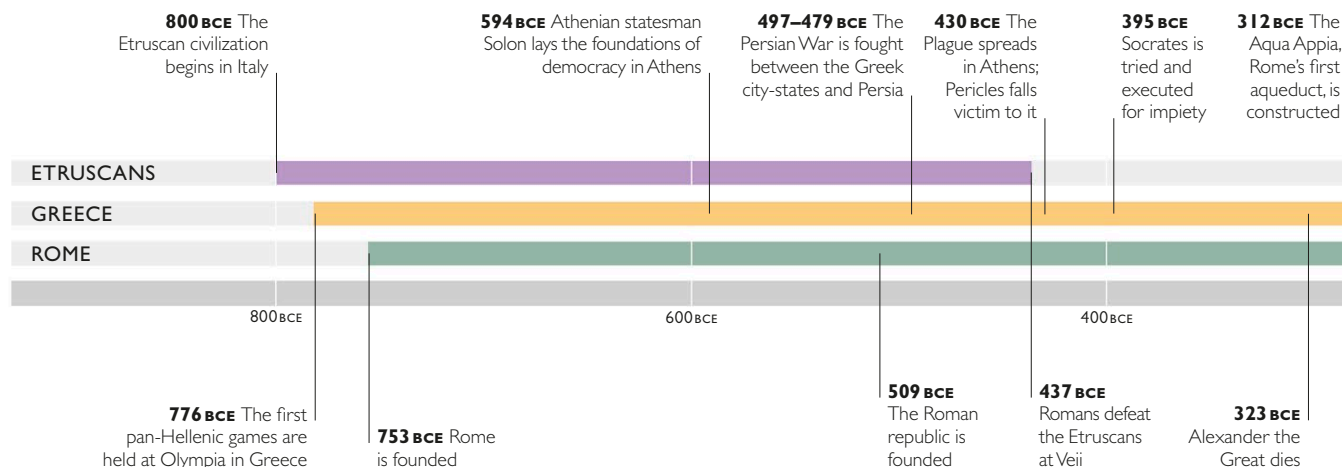 800 BCE The
Etruscan civilization
begins in Italy
594 BCE Athenian statesman
Solon lays the foundations of
democracy in Athens
497–479 BCE The
Persian War is fought
between the Greek
city-states and Persia
430 BCE The
Plague spreads
in Athens;
Pericles falls
victim to it
395 BCE
Socrates is
tried and
executed
for impiety
312 BCE The
Aqua Appia,
Rome's first
aqueduct, is
constructed
ETRUSCANS
GREECE
ROME
800 BCE
600 BCE
400 BCE
776 BCE The first
pan-Hellenic games are
held at Olympia in Greece
753 BCE Rome
is founded
509 BCE
The Roman
republic is
founded
437 BCE
Romans defeat
the Etruscans
at Veii
323 BCE
Alexander the
Great dies